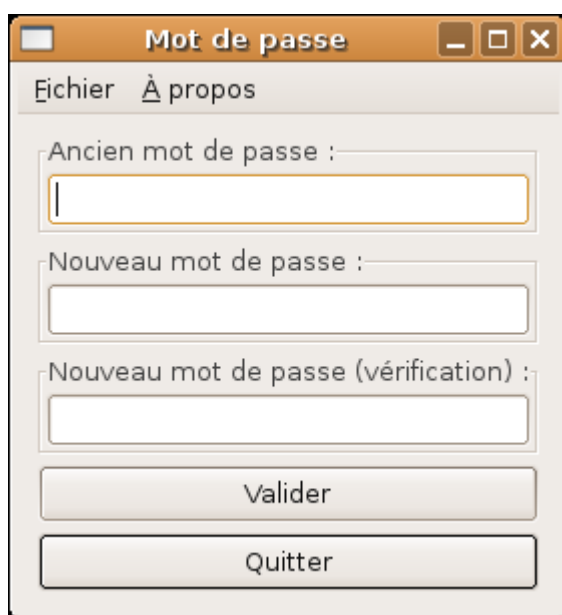 Mot de passe
Fichier À propos
Ancien mot de passe :
Nouveau mot de passe :
Nouveau mot de passe (vérification) :
Valider
Quitter